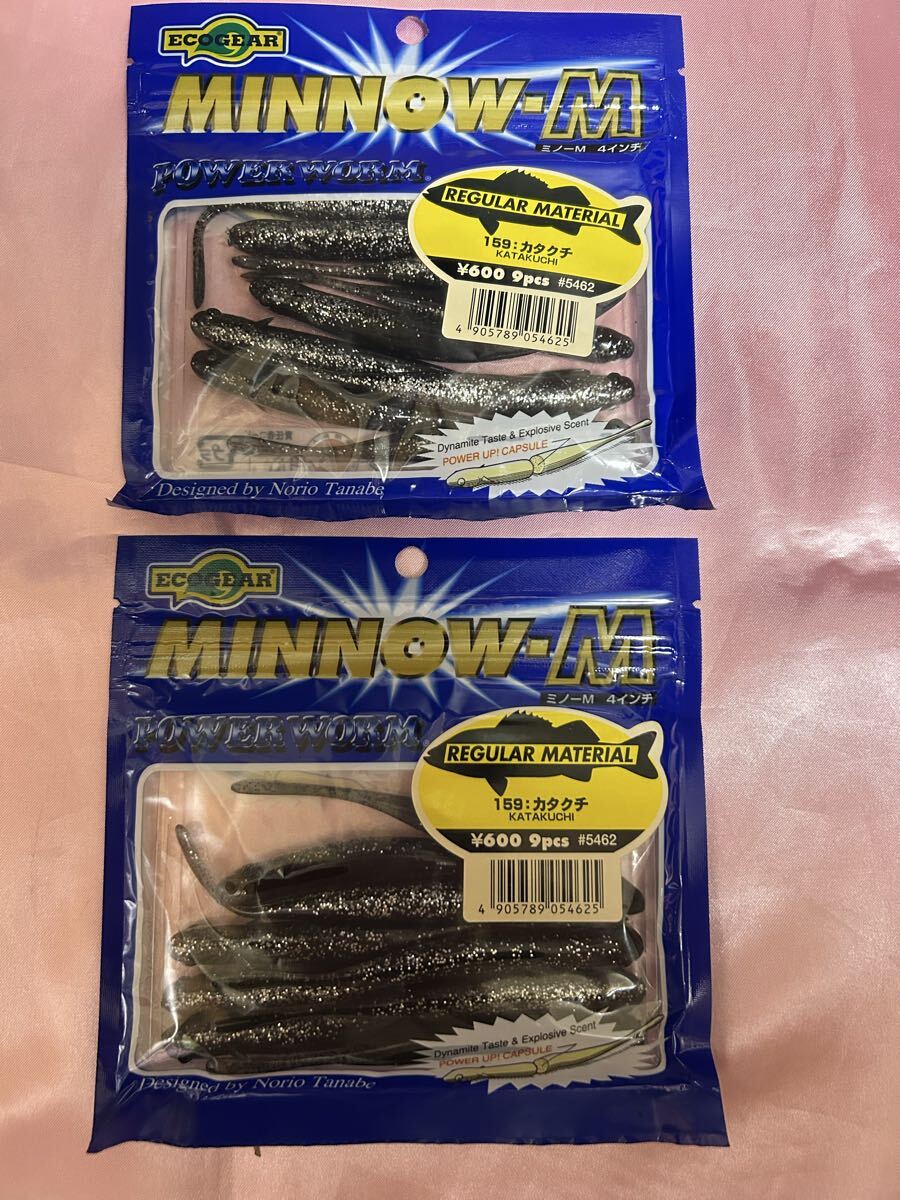 ECOGEAR
MINNOW-M
ミノーM 4インチ
POWER WORM
REGULAR MATERIAL
159:カタクチ
KATAKUCHI
¥600 9pcs #5462
4 905789 054625
Dynamite Taste & Explosive Scent
POWER UP! CAPSULE
Designed by Norio Tanabe
ECOGEAR
MINNOW-M
ミノーM 4インチ
POWER WORM
REGULAR MATERIAL
159:カタクチ
KATAKUCHI
¥600 9pcs #5462
4 905789 054625
Dynamite Taste & Explosive Scent
POWER UP! CAPSULE
Designed by Norio Tanabe